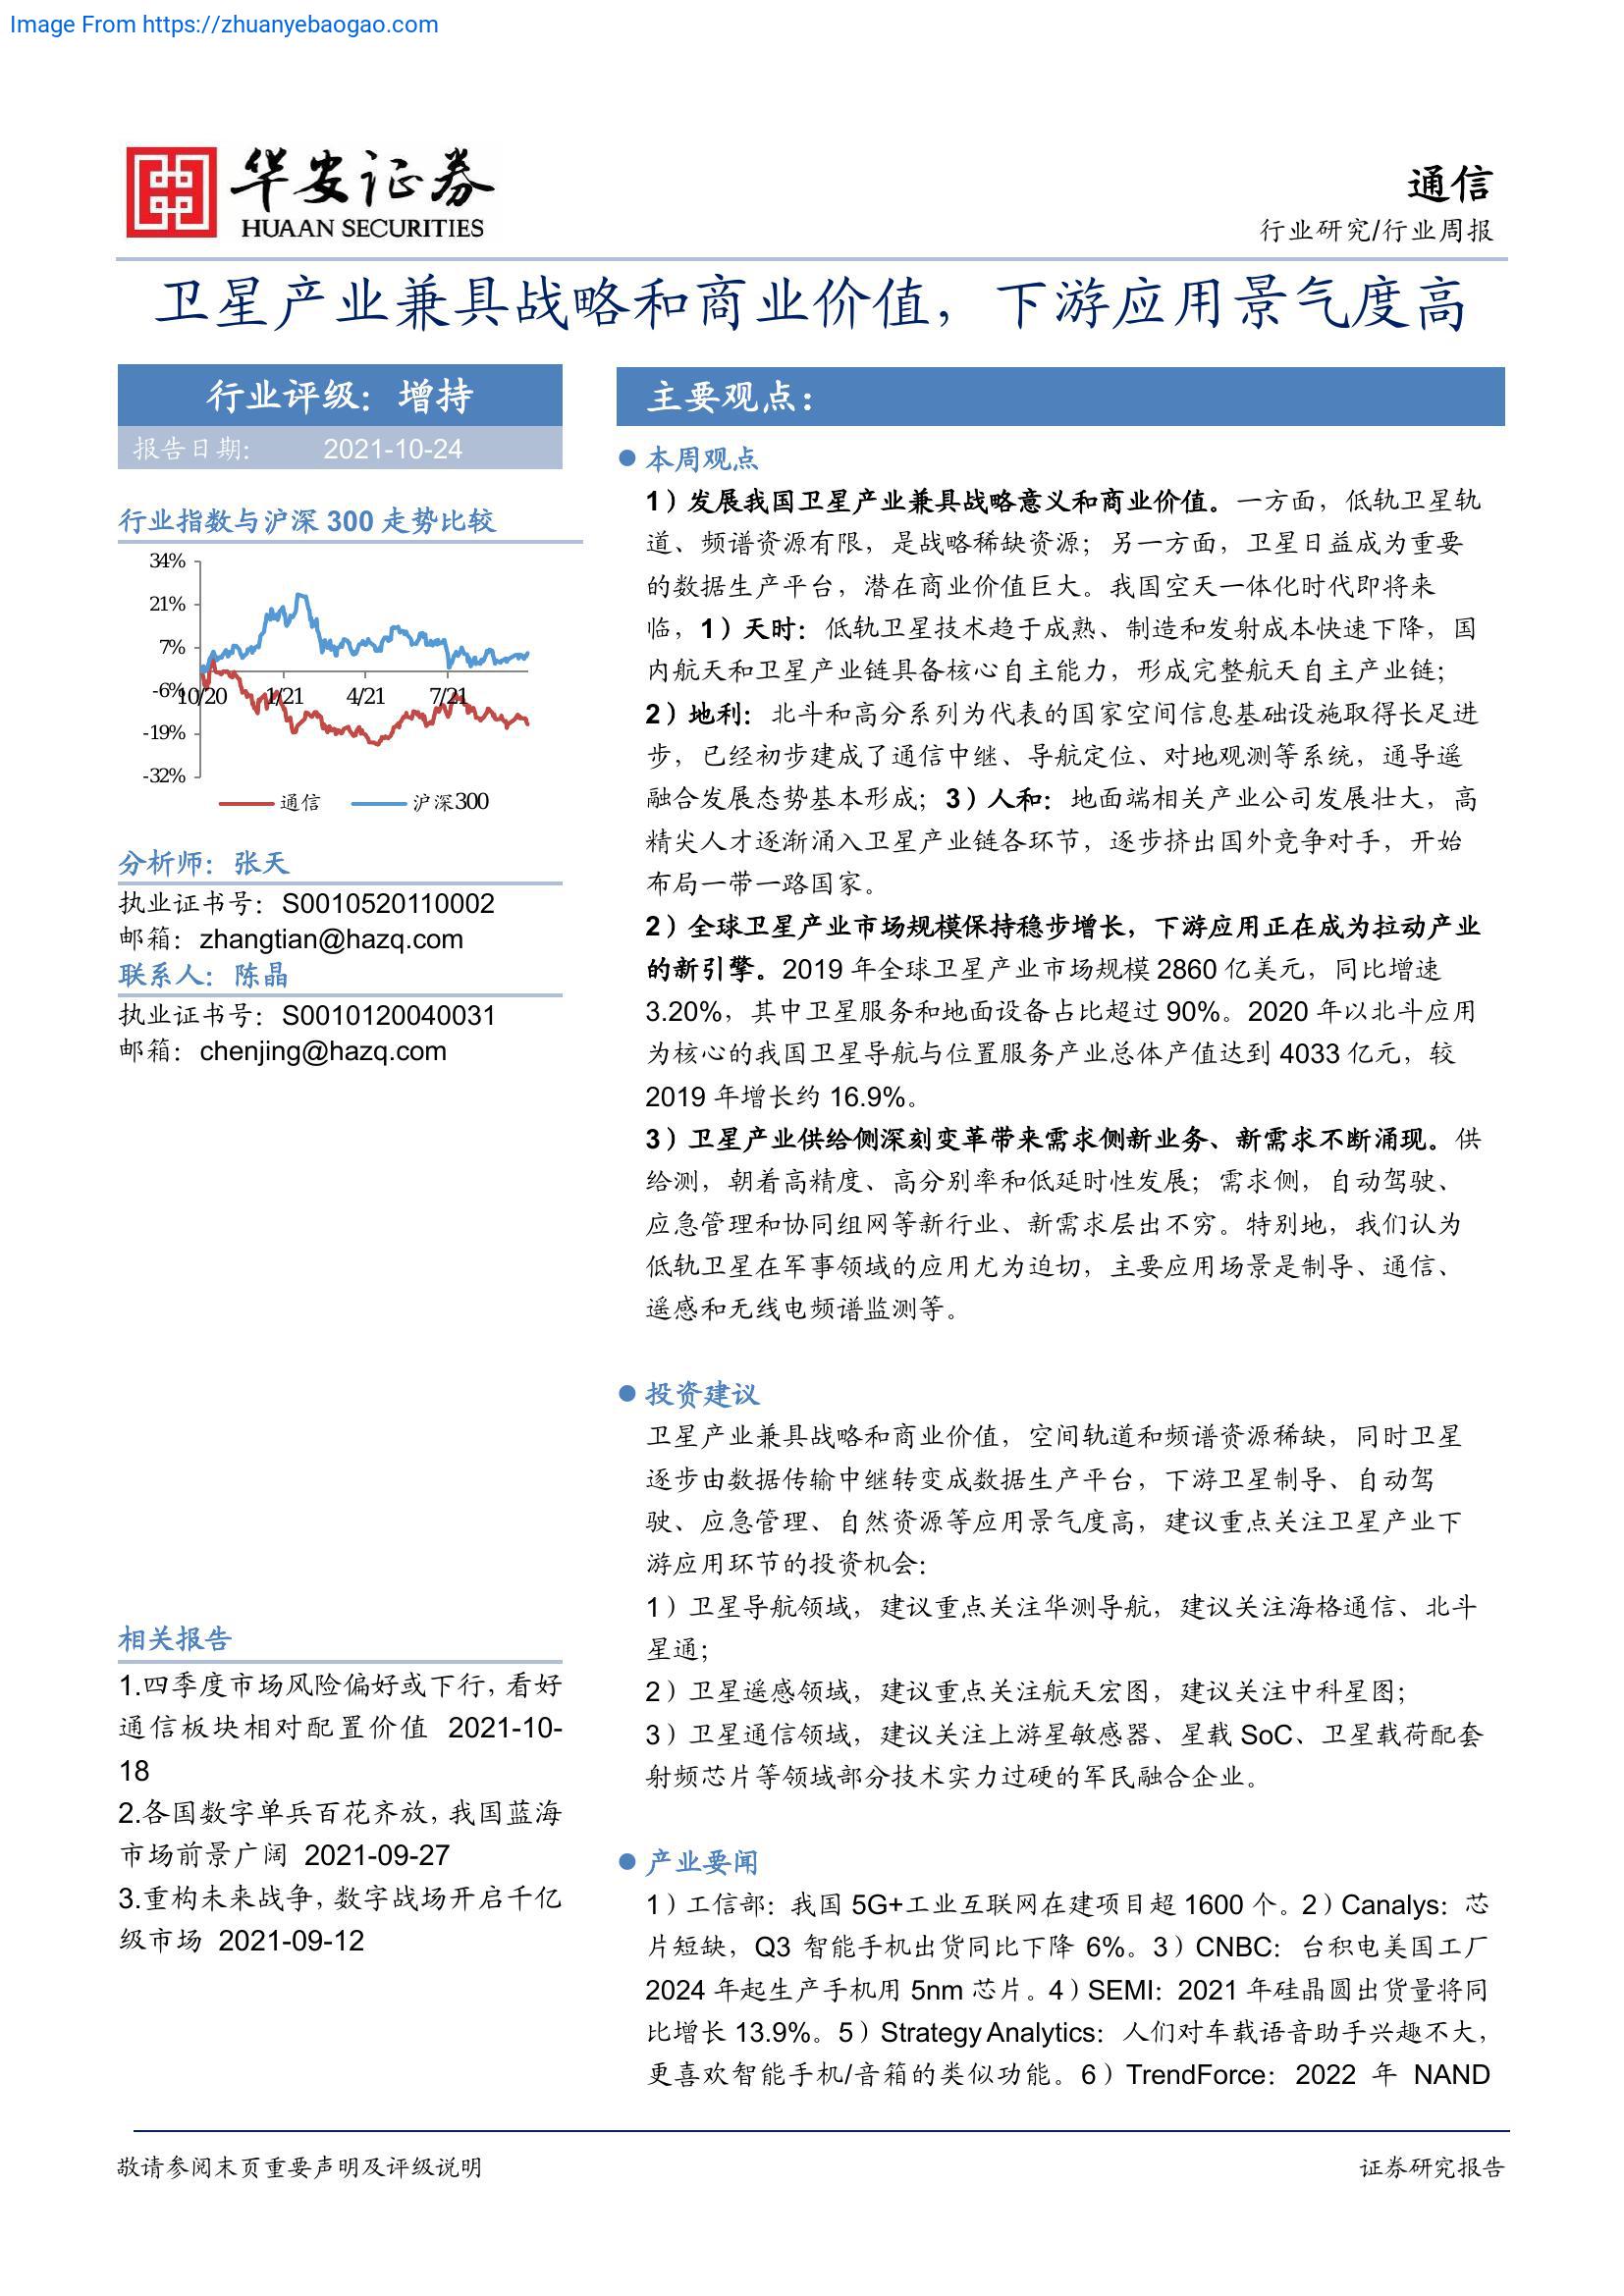 Image From https://zhuanyebaogao.com
华安证券
HUAAN SECURITIES
通信
行业研究/行业周报
卫星产业兼具战略和商业价值，下游应用景气度高
行业评级：增持
报告日期： 2021-10-24
行业指数与沪深 300 走势比较
34%
21%
7%
-6%
-19%
-32%
10/20 1/21 4/21 7/21
通信 沪深300
分析师：张天
执业证书号：S0010520110002
邮箱：zhangtian@hazq.com
联系人：陈晶
执业证书号：S0010120040031
邮箱：chenjing@hazq.com
相关报告
1.四季度市场风险偏好或下行，看好
通信板块相对配置价值 2021-10-
18
2.各国数字单兵百花齐放，我国蓝海
市场前景广阔 2021-09-27
3.重构未来战争，数字战场开启千亿
级市场 2021-09-12
主要观点：
本周观点
1）发展我国卫星产业兼具战略意义和商业价值。一方面，低轨卫星轨
道、频谱资源有限，是战略稀缺资源；另一方面，卫星日益成为重要
的数据生产平台，潜在商业价值巨大。我国空天一体化时代即将来
临，1）天时：低轨卫星技术趋于成熟、制造和发射成本快速下降，国
内航天和卫星产业链具备核心自主能力，形成完整航天自主产业链；
2）地利：北斗和高分系列为代表的国家空间信息基础设施取得长足进
步，已经初步建成了通信中继、导航定位、对地观测等系统，通导遥
融合发展态势基本形成；3）人和：地面端相关产业公司发展壮大，高
精尖人才逐渐涌入卫星产业链各环节，逐步挤出国外竞争对手，开始
布局一带一路国家。
2）全球卫星产业市场规模保持稳步增长，下游应用正在成为拉动产业
的新引擎。2019 年全球卫星产业市场规模 2860 亿美元，同比增速
3.20%，其中卫星服务和地面设备占比超过 90%。2020 年以北斗应用
为核心的我国卫星导航与位置服务产业总体产值达到 4033 亿元，较
2019 年增长约 16.9%。
3）卫星产业供给侧深刻变革带来需求侧新业务、新需求不断涌现。供
给测，朝着高精度、高分别率和低延时性发展；需求侧，自动驾驶、
应急管理和协同组网等新行业、新需求层出不穷。特别地，我们认为
低轨卫星在军事领域的应用尤为迫切，主要应用场景是制导、通信、
遥感和无线电频谱监测等。
投资建议
卫星产业兼具战略和商业价值，空间轨道和频谱资源稀缺，同时卫星
逐步由数据传输中继转变成数据生产平台，下游卫星制导、自动驾
驶、应急管理、自然资源等应用景气度高，建议重点关注卫星产业下
游应用环节的投资机会：
1）卫星导航领域，建议重点关注华测导航，建议关注海格通信、北斗
星通；
2）卫星遥感领域，建议重点关注航天宏图，建议关注中科星图；
3）卫星通信领域，建议关注上游星敏感器、星载 SoC、卫星载荷配套
射频芯片等领域部分技术实力过硬的军民融合企业。
产业要闻
1）工信部：我国 5G+工业互联网在建项目超 1600 个。2）Canalys：芯
片短缺，Q3 智能手机出货同比下降 6%。3）CNBC：台积电美国工厂
2024 年起生产手机用 5nm 芯片。4）SEMI：2021 年硅晶圆出货量将同
比增长 13.9%。5）Strategy Analytics：人们对车载语音助手兴趣不大，
更喜欢智能手机/音箱的类似功能。6）TrendForce：2022 年 NAND
敬请参阅末页重要声明及评级说明
证券研究报告